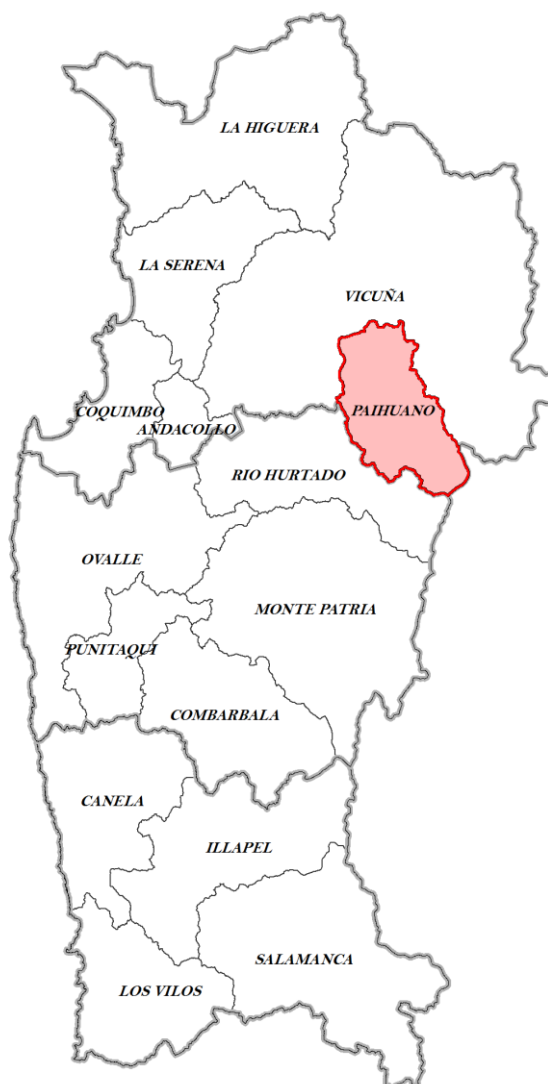 LA HIGUERA
LA SERENA
VICUÑA
COQUIMBO
PAIHUANO
ANDACOLLO
RIO HURTADO
OVALLE
MONTE PATRIA
PUNITAQUI
COMBARBALA
CANELA
ILLAPEL
SALAMANCA
LOS VILOS